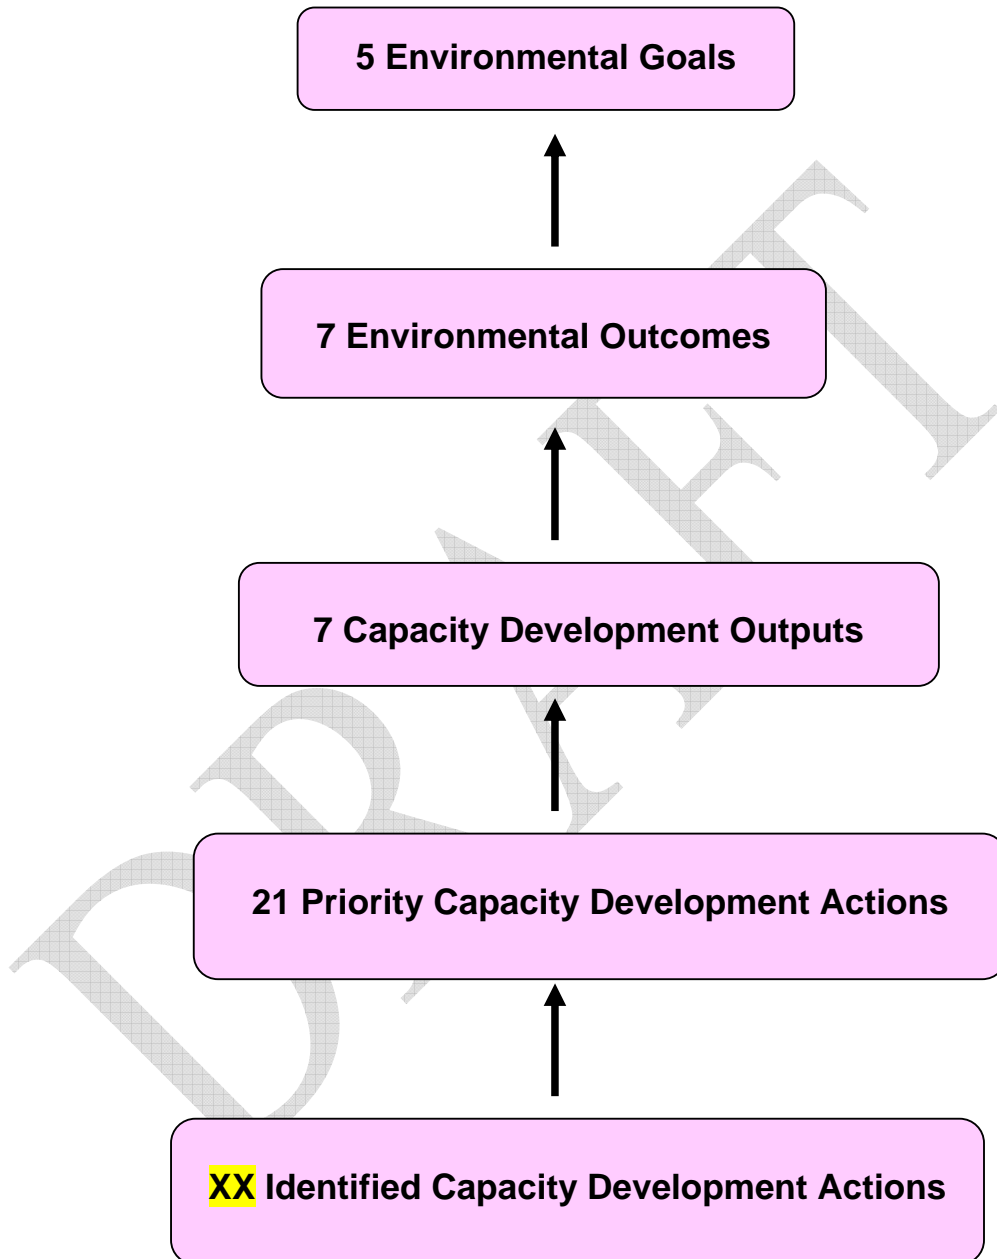 5 Environmental Goals
7 Environmental Outcomes
7 Capacity Development Outputs
21 Priority Capacity Development Actions
XX Identified Capacity Development Actions
DRAFT